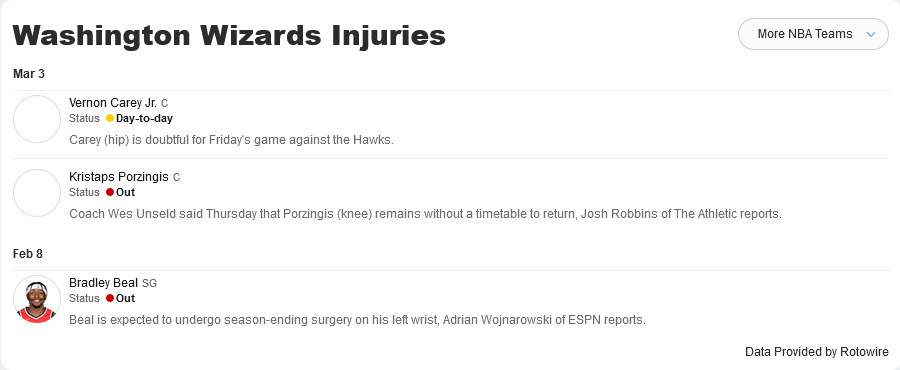 Washington Wizards Injuries
More NBA Teams
Mar 3
Vernon Carey Jr. C
Status Day-to-day
Carey (hip) is doubtful for Friday's game against the Hawks.
Kristaps Porzingis C
Status Out
Coach Wes Unseld said Thursday that Porzingis (knee) remains without a timetable to return, Josh Robbins of The Athletic reports.
Feb 8
Bradley Beal SG
Status Out
Beal is expected to undergo season-ending surgery on his left wrist, Adrian Wojnarowski of ESPN reports.
Data Provided by Rotowire